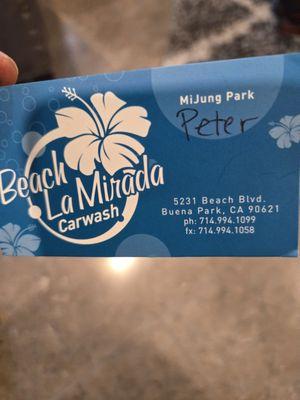 Beach
La Mirada
Carwash
MiJung Park
Peter
5231 Beach Blvd.
Buena Park, CA 90621
ph: 714.994.1099
fx: 714.994.1058